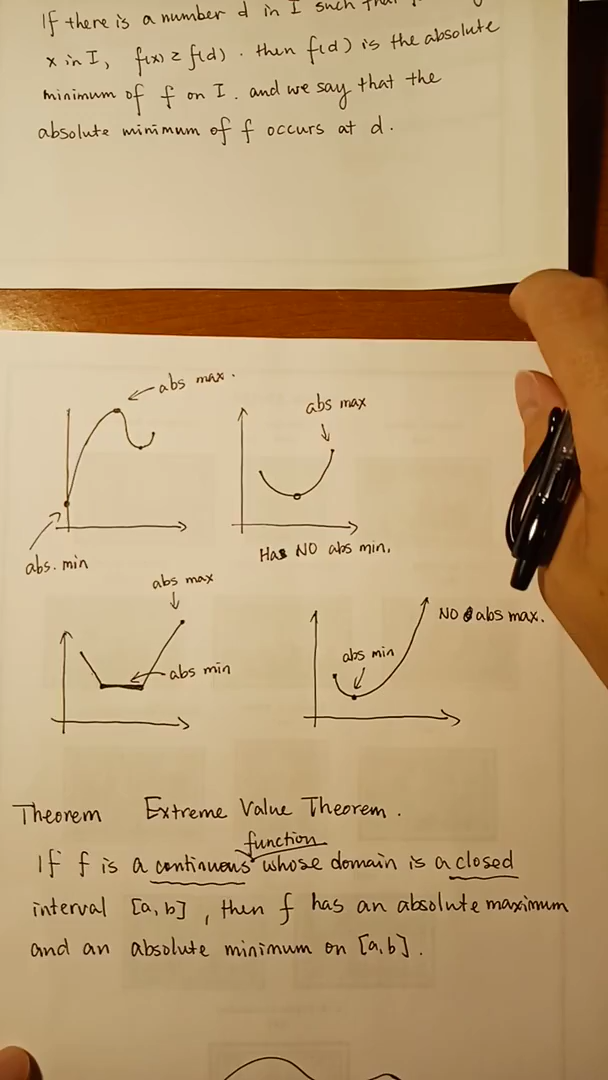 If there is a number d in I such that
x in I, f(x) ≥ f(d). then f(d) is the absolute
minimum of f on I. and we say that the
absolute minimum of f occurs at d.
abs max.
abs max
abs. min
Has NO abs min.
abs max
abs min
abs min
NO abs max.
Theorem Extreme Value Theorem.
function
If f is a continuous whose domain is a closed
interval [a, b], then f has an absolute maximum
and an absolute minimum on [a,b].